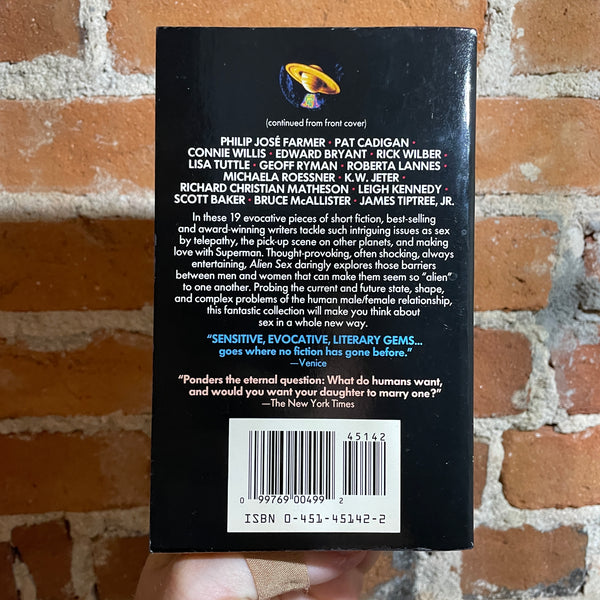 (continued from front cover)
PHILIP JOSÉ FARMER • PAT CADIGAN •
CONNIE WILLIS • EDWARD BRYANT • RICK WILBER •
LISA TUTTLE • GEOFF RYMAN • ROBERTA LANNES •
MICHAELA ROESSNER • K.W. JETER •
RICHARD CHRISTIAN MATHESON • LEIGH KENNEDY •
SCOTT BAKER • BRUCE McALLISTER • JAMES TIPTREE, JR.
In these 19 evocative pieces of short fiction, best-selling
and award-winning writers tackle such intriguing issues as sex
by telepathy, the pick-up scene on other planets, and making
love with Superman. Thought-provoking, often shocking, always
entertaining, Alien Sex daringly explores those barriers
between men and women that can make them seem so "alien"
to one another. Probing the current and future state, shape,
and complex problems of the human male/female relationship,
this fantastic collection will make you think about
sex in a whole new way.
"SENSITIVE, EVOCATIVE, LITERARY GEMS...
goes where no fiction has gone before."
—Venice
"Ponders the eternal question: What do humans want,
and would you want your daughter to marry one?"
—The New York Times
45142
0 99769 00499 2
ISBN 0-451-45142-2